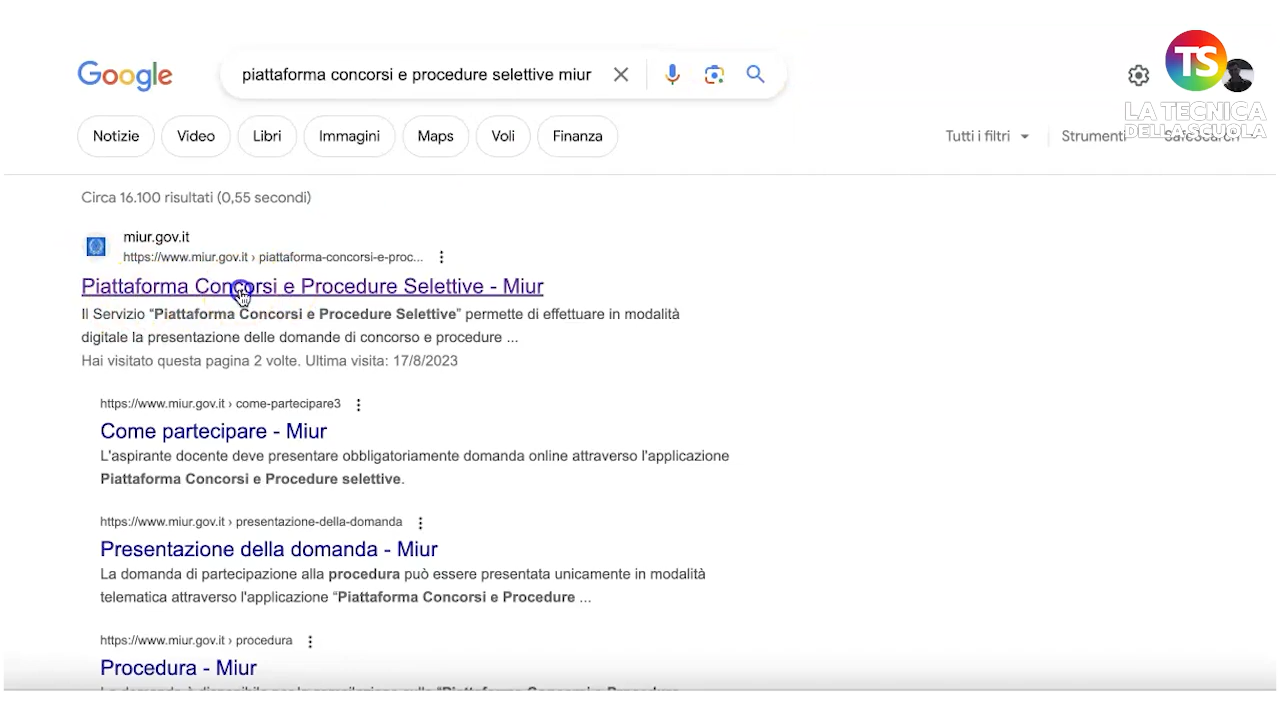 Google
piattaforma concorsi e procedure selettive miur
TS
LA TECNICA
DELLA SCUOLA
Notizie
Video
Libri
Immagini
Maps
Voli
Finanza
Tutti i filtri
Strumenti
SafeSearch
Circa 16.100 risultati (0,55 secondi)
miur.gov.it
https://www.miur.gov.it › piattaforma-concorsi-e-proc...
Piattaforma Concorsi e Procedure Selettive - Miur
Il Servizio “Piattaforma Concorsi e Procedure Selettive” permette di effettuare in modalità
digitale la presentazione delle domande di concorso e procedure ...
Hai visitato questa pagina 2 volte. Ultima visita: 17/8/2023
https://www.miur.gov.it › come-partecipare3
Come partecipare - Miur
L'aspirante docente deve presentare obbligatoriamente domanda online attraverso l'applicazione
Piattaforma Concorsi e Procedure selettive.
https://www.miur.gov.it › presentazione-della-domanda
Presentazione della domanda - Miur
La domanda di partecipazione alla procedura può essere presentata unicamente in modalità
telematica attraverso l'applicazione “Piattaforma Concorsi e Procedure ...
https://www.miur.gov.it › procedura
Procedura - Miur